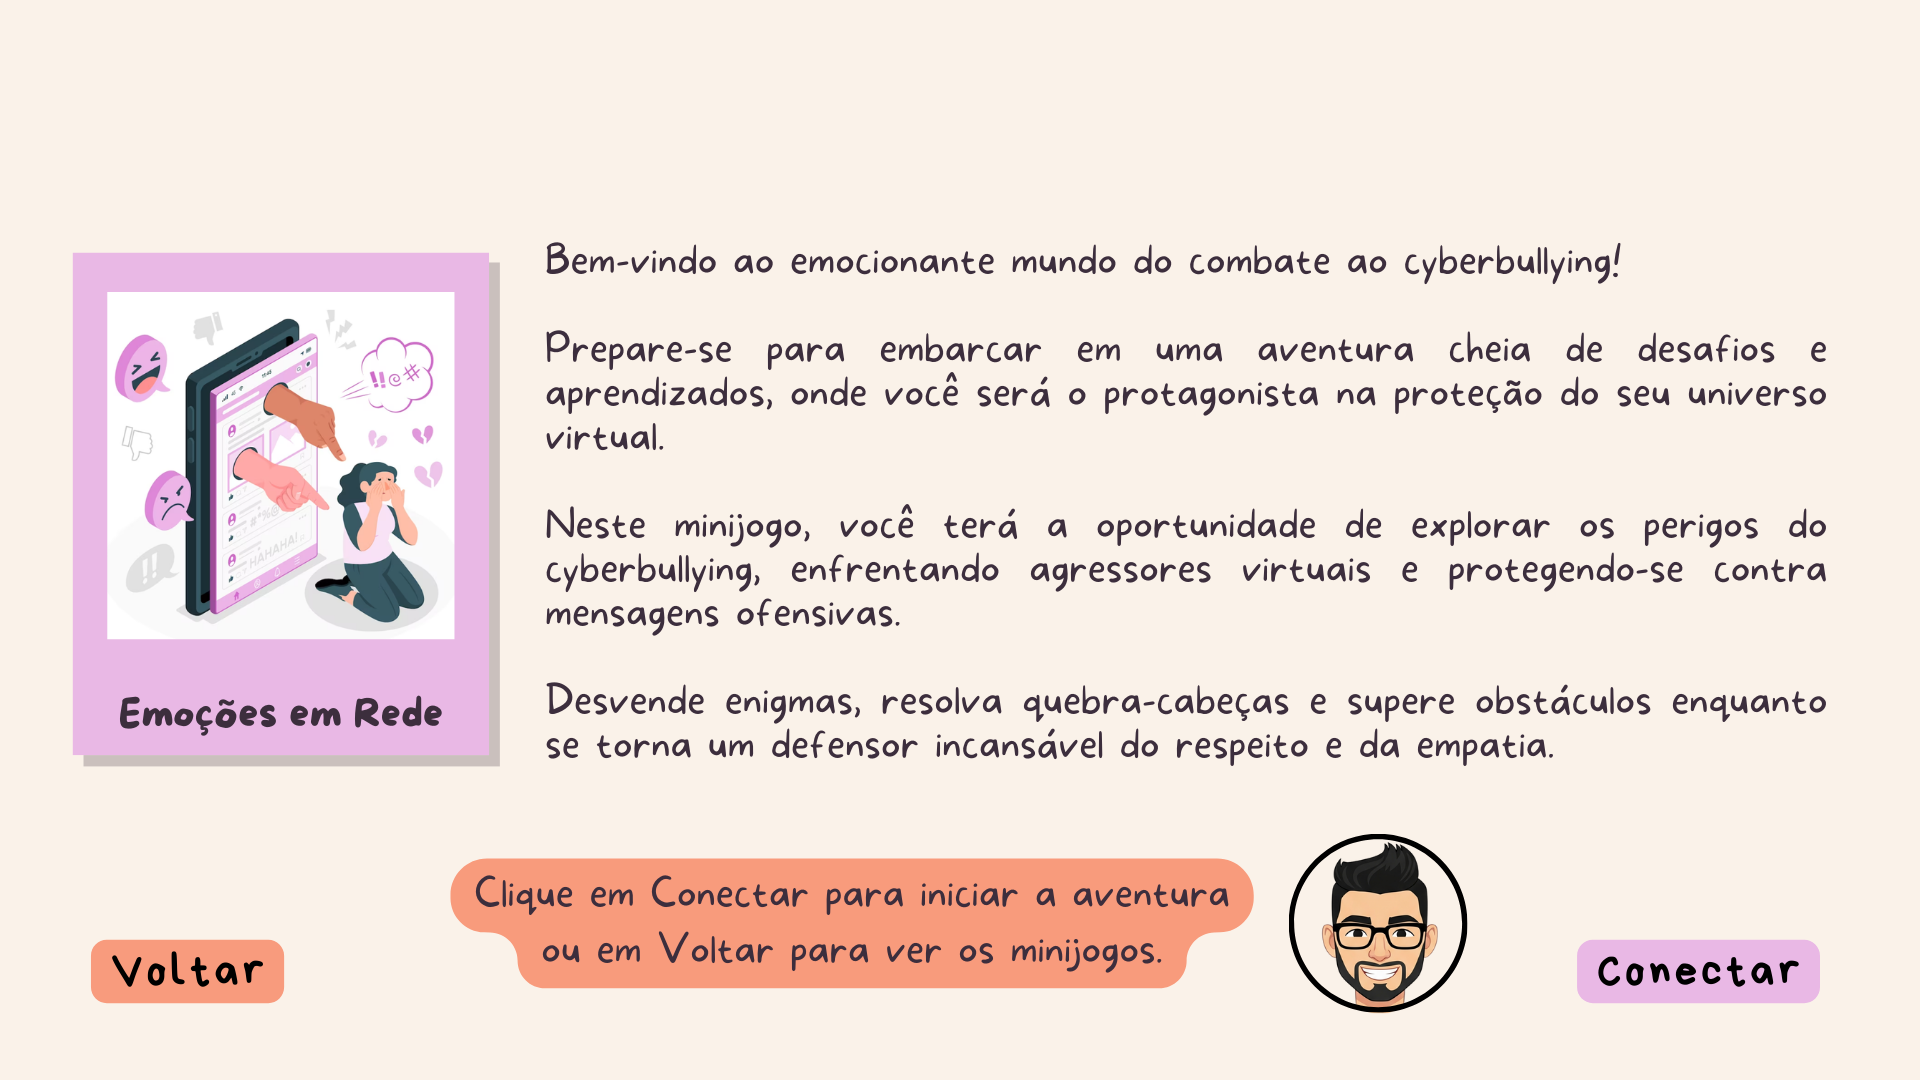 Bem-vindo ao emocionante mundo do combate ao cyberbullying!
Prepare-se para embarcar em uma aventura cheia de desafios e
aprendizados, onde você será o protagonista na proteção do seu universo
virtual.
Neste minijogo, você terá a oportunidade de explorar os perigos do
cyberbullying, enfrentando agressores virtuais e protegendo-se contra
mensagens ofensivas.
Desvende enigmas, resolva quebra-cabeças e supere obstáculos enquanto
se torna um defensor incansável do respeito e da empatia.
!!@#
HAHAHA!
Emoções em Rede
Clique em Conectar para iniciar a aventura
ou em Voltar para ver os minijogos.
Voltar
Conectar